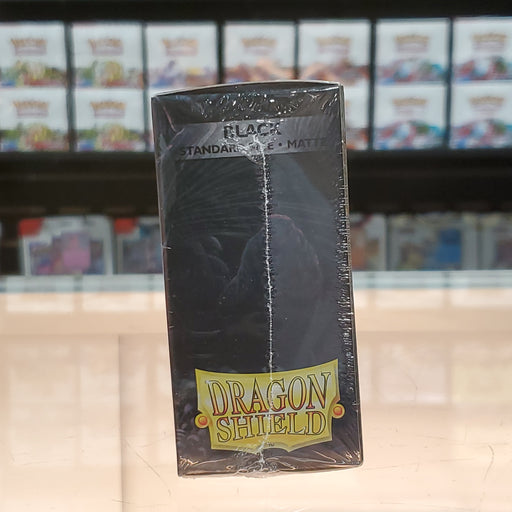 BLACK
STANDARD SIZE • MATTE
DRAGON
SHIELD